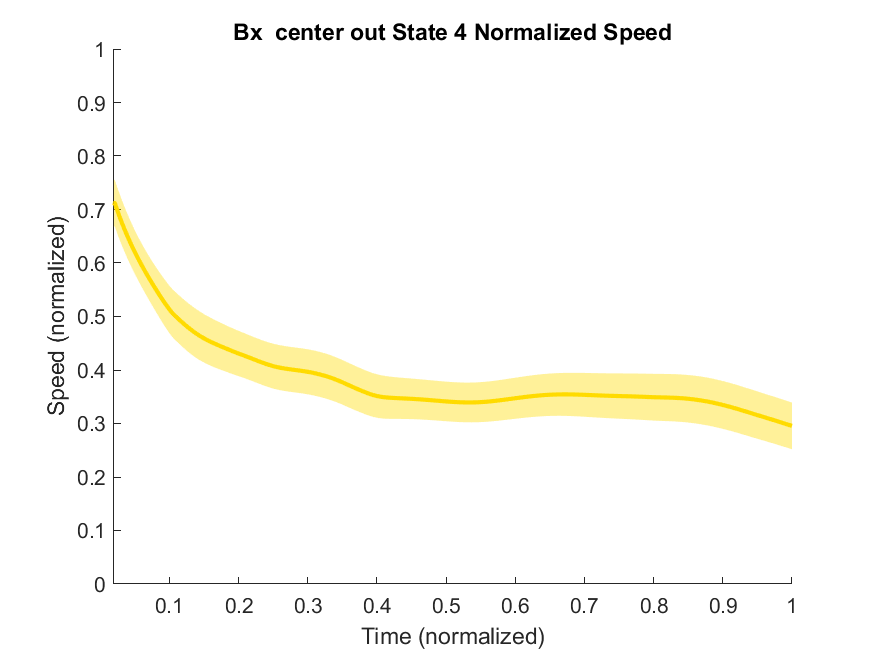 Bx  center out State 4 Normalized Speed
1
0.9
0.8
0.7
0.6
0.5
0.4
0.3
0.2
0.1
0
Speed (normalized)
0.1 0.2 0.3 0.4 0.5 0.6 0.7 0.8 0.9 1
Time (normalized)